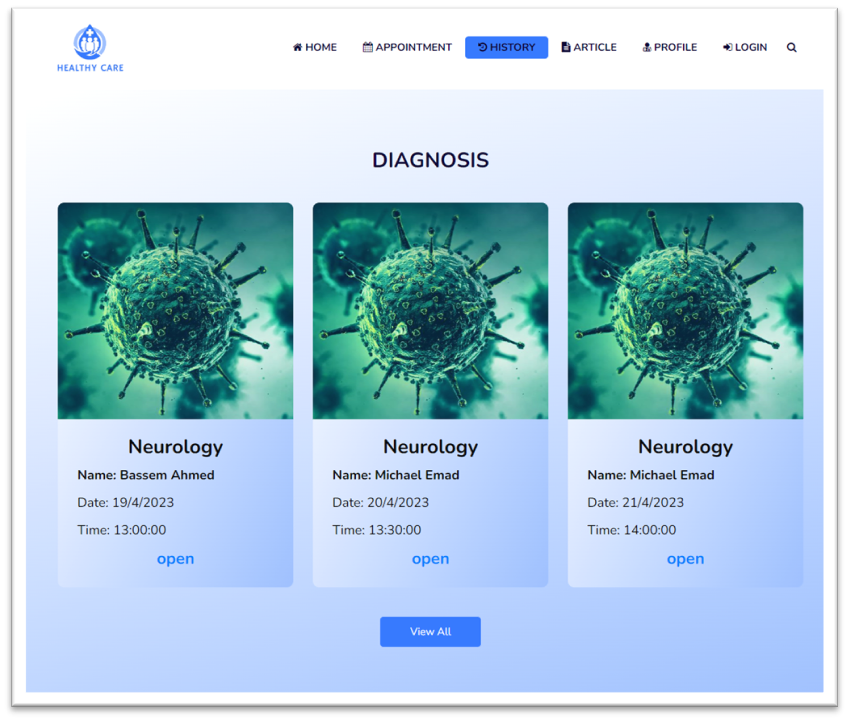 HEALTHY CARE
HOME APPOINTMENT HISTORY ARTICLE PROFILE LOGIN
DIAGNOSIS
Neurology
Name: Bassem Ahmed
Date: 19/4/2023
Time: 13:00:00
open
Neurology
Name: Michael Emad
Date: 20/4/2023
Time: 13:30:00
open
Neurology
Name: Michael Emad
Date: 21/4/2023
Time: 14:00:00
open
View All